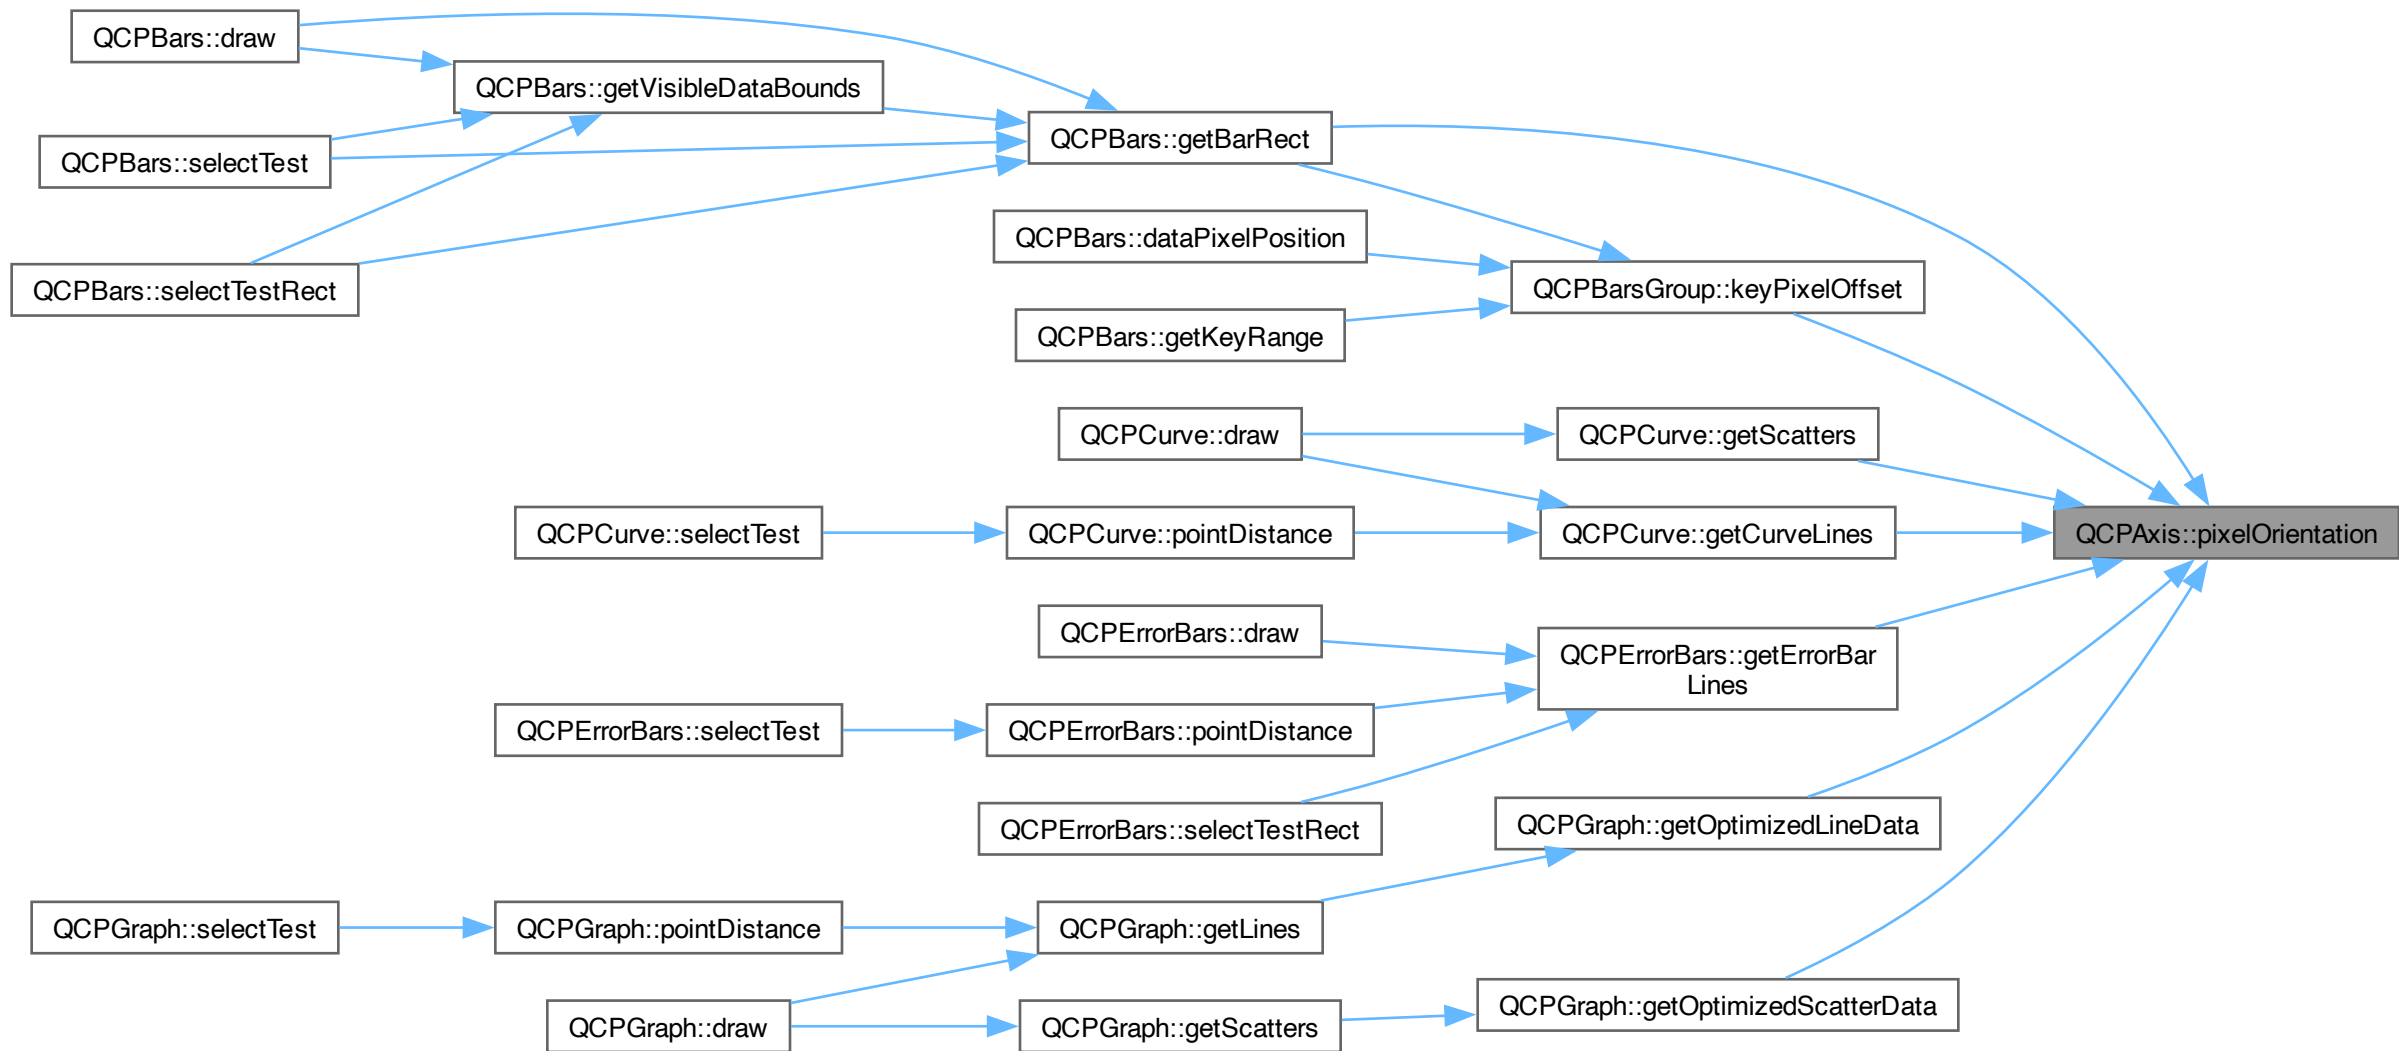 QCPBars::draw
QCPBars::getVisibleDataBounds
QCPBars::getBarRect
QCPBars::selectTest
QCPBars::dataPixelPosition
QCPBars::selectTestRect
QCPBarsGroup::keyPixelOffset
QCPBars::getKeyRange
QCPCurve::draw
QCPCurve::getScatters
QCPCurve::selectTest
QCPCurve::pointDistance
QCPCurve::getCurveLines
QCPAxis::pixelOrientation
QCPErrorBars::draw
QCPErrorBars::getErrorBar
Lines
QCPErrorBars::selectTest
QCPErrorBars::pointDistance
QCPErrorBars::selectTestRect
QCPGraph::getOptimizedLineData
QCPGraph::selectTest
QCPGraph::pointDistance
QCPGraph::getLines
QCPGraph::getOptimizedScatterData
QCPGraph::draw
QCPGraph::getScatters